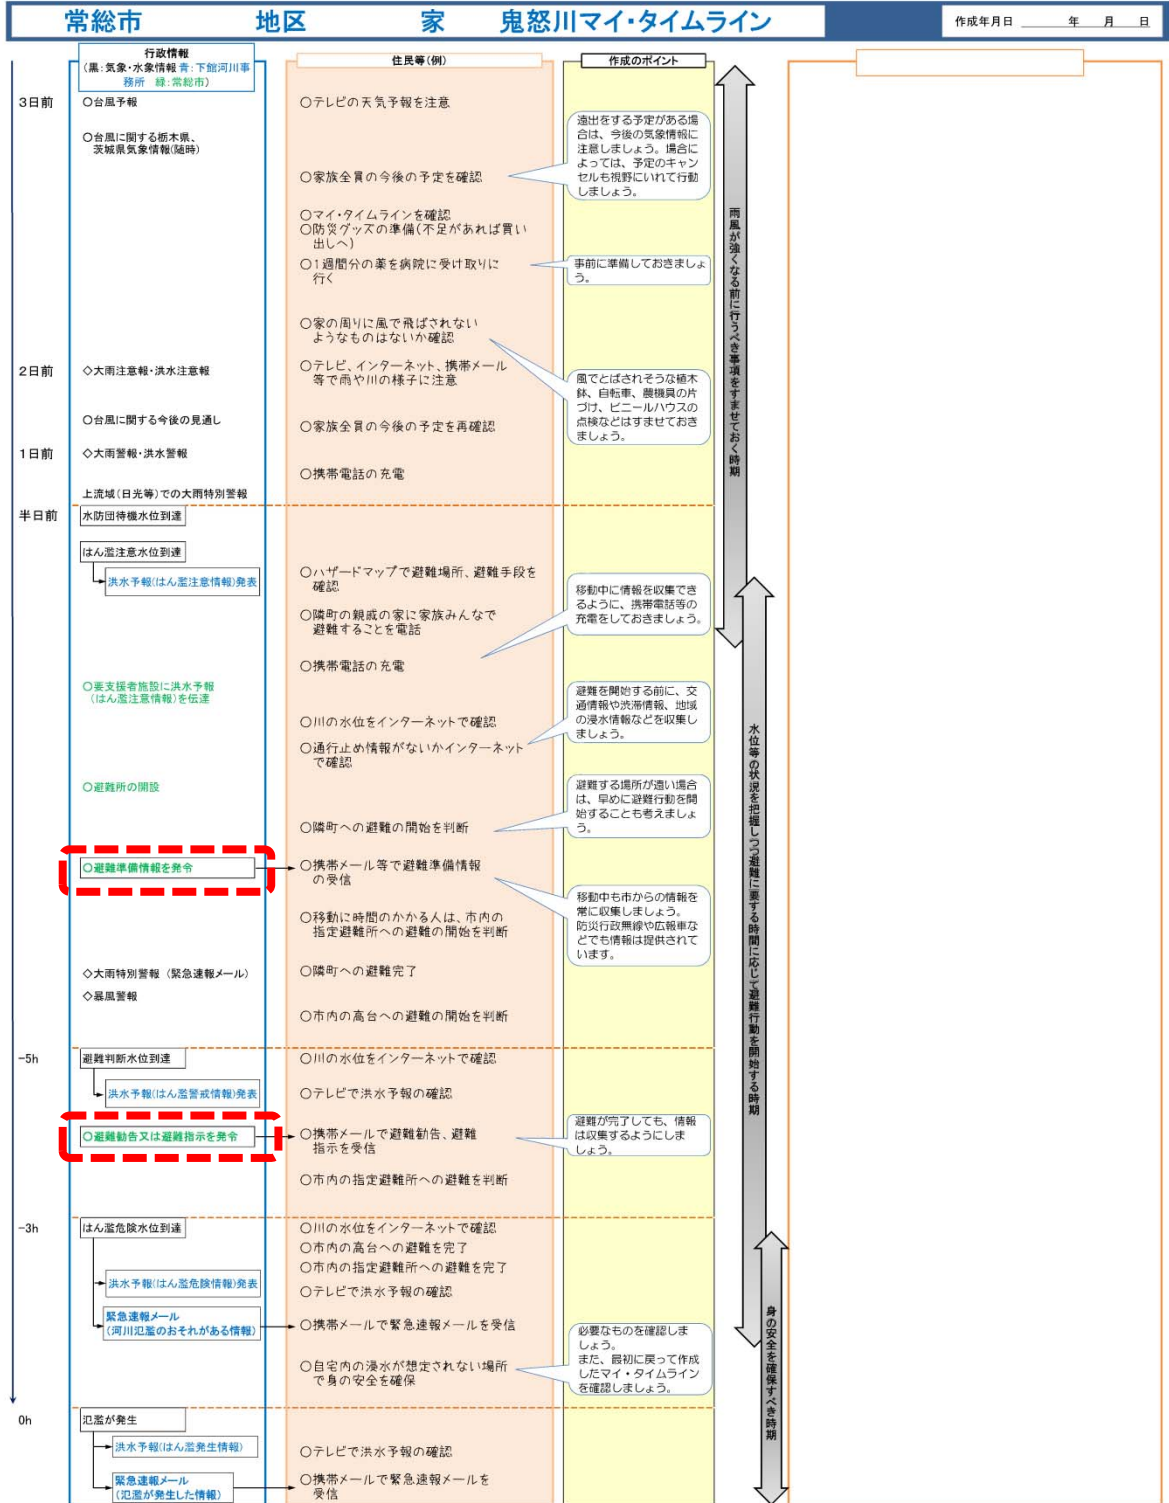 常総市 地区 家 鬼怒川マイ・タイムライン
作成年月日 年 月 日
行政情報
(黒:気象・水象情報 青:下館河川事
務所 緑:常総市)
住民等(例)
作成のポイント
3日前
○台風予報
○テレビの天気予報を注意
○台風に関する栃木県、
茨城県気象情報(随時)
遠出をする予定がある場
合は、今後の気象情報に
注意しましょう。場合に
よっては、予定のキャン
セルも視野にいれて行動
しましょう。
○家族全員の今後の予定を確認
○マイ・タイムラインを確認
○防災グッズの準備(不足があれば買い
出しへ)
○1週間分の薬を病院に受け取りに
行く
事前に準備しておきましょ
う。
○家の周りに風で飛ばされない
ようなものはないか確認
2日前
◇大雨注意報・洪水注意報
○テレビ、インターネット、携帯メール
等で雨や川の様子に注意
風でとばされそうな植木
鉢、自転車、農機具の片
づけ、ビニールハウスの
点検などはすませておき
ましょう。
○台風に関する今後の見通し
○家族全員の今後の予定を再確認
1日前
◇大雨警報・洪水警報
○携帯電話の充電
上流域(日光等)での大雨特別警報
雨風が強くなる前に行うべき事項をすませておく時期
半日前
水防団待機水位到達
はん濫注意水位到達
洪水予報(はん濫注意情報)発表
○ハザードマップで避難場所、避難手段を
確認
移動中に情報を収集でき
るように、携帯電話等の
充電をしておきましょう。
○隣町の親戚の家に家族みんなで
避難することを電話
○携帯電話の充電
○要支援者施設に洪水予報
(はん濫注意情報)を伝達
避難を開始する前に、交
通情報や渋滞情報、地域
の浸水情報などを収集し
ましょう。
○川の水位をインターネットで確認
○通行止め情報がないかインターネット
で確認
○避難所の開設
避難する場所が遠い場合
は、早めに避難行動を開
始することも考えましょ
う。
○隣町への避難の開始を判断
○避難準備情報を発令
○携帯メール等で避難準備情報
の受信
移動中も市からの情報を
常に収集しましょう。
防災行政無線や広報車な
どでも情報は提供されて
います。
○移動に時間のかかる人は、市内の
指定避難所への避難の開始を判断
◇大雨特別警報 (緊急速報メール)
○隣町への避難完了
◇暴風警報
○市内の高台への避難の開始を判断
水位等の状況を把握しつつ避難に要する時間に応じて避難行動を開始する時期
-5h
避難判断水位到達
○川の水位をインターネットで確認
洪水予報(はん濫警戒情報)発表
○テレビで洪水予報の確認
○避難勧告又は避難指示を発令
○携帯メールで避難勧告、避難
指示を受信
避難が完了しても、情報
は収集するようにしま
しょう。
○市内の指定避難所への避難を判断
-3h
はん濫危険水位到達
○川の水位をインターネットで確認
○市内の高台への避難を完了
○市内の指定避難所への避難を完了
洪水予報(はん濫危険情報)発表
○テレビで洪水予報の確認
緊急速報メール
(河川氾濫のおそれがある情報)
○携帯メールで緊急速報メールを受信
必要なものを確認しま
しょう。
また、最初に戻って作成
したマイ・タイムライン
を確認しましょう。
○自宅内の浸水が想定されない場所
で身の安全を確保
身の安全を確保すべき時期
0h
氾濫が発生
洪水予報(はん濫発生情報)
○テレビで洪水予報の確認
緊急速報メール
(氾濫が発生した情報)
○携帯メールで緊急速報メールを
受信